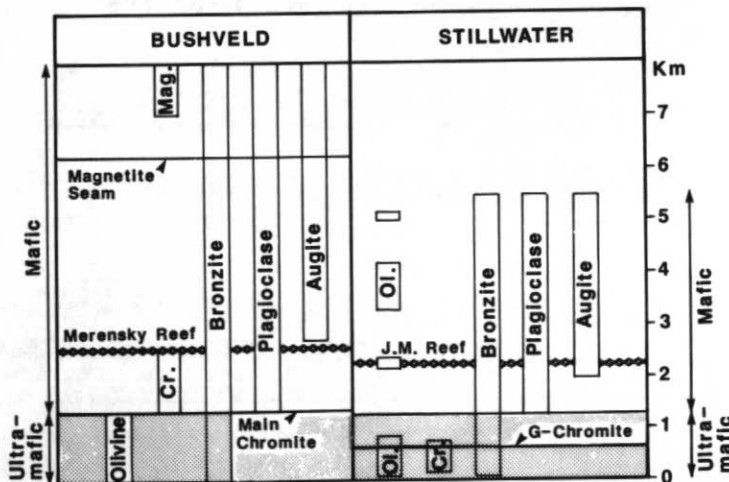 BUSHVELD
STILLWATER
Km
Mag.
7
6
Magnetite
Seam
5
Mafic
Bronzite
Plagioclase
Augite
Ol.
4
Bronzite
Plagioclase
Augite
Mafic
3
Merensky Reef
J.M. Reef
Cr.
2
Main
Chromite
1
G-Chromite
Ultra-
mafic
Olivine
Ol.
Cr.
Ultra-
mafic
0